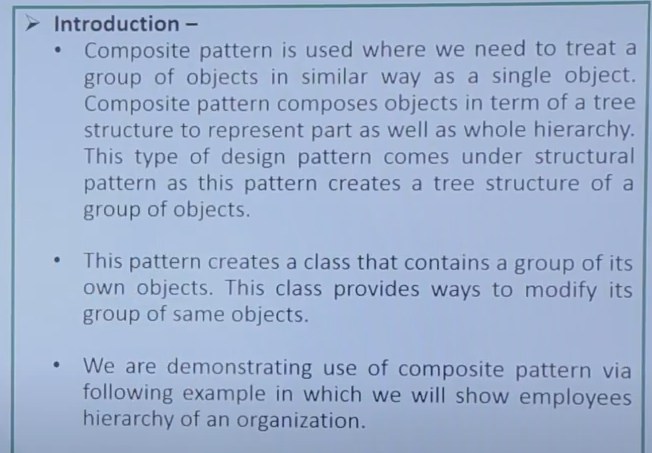 ➤ Introduction –
• Composite pattern is used where we need to treat a
group of objects in similar way as a single object.
Composite pattern composes objects in term of a tree
structure to represent part as well as whole hierarchy.
This type of design pattern comes under structural
pattern as this pattern creates a tree structure of a
group of objects.
• This pattern creates a class that contains a group of its
own objects. This class provides ways to modify its
group of same objects.
• We are demonstrating use of composite pattern via
following example in which we will show employees
hierarchy of an organization.